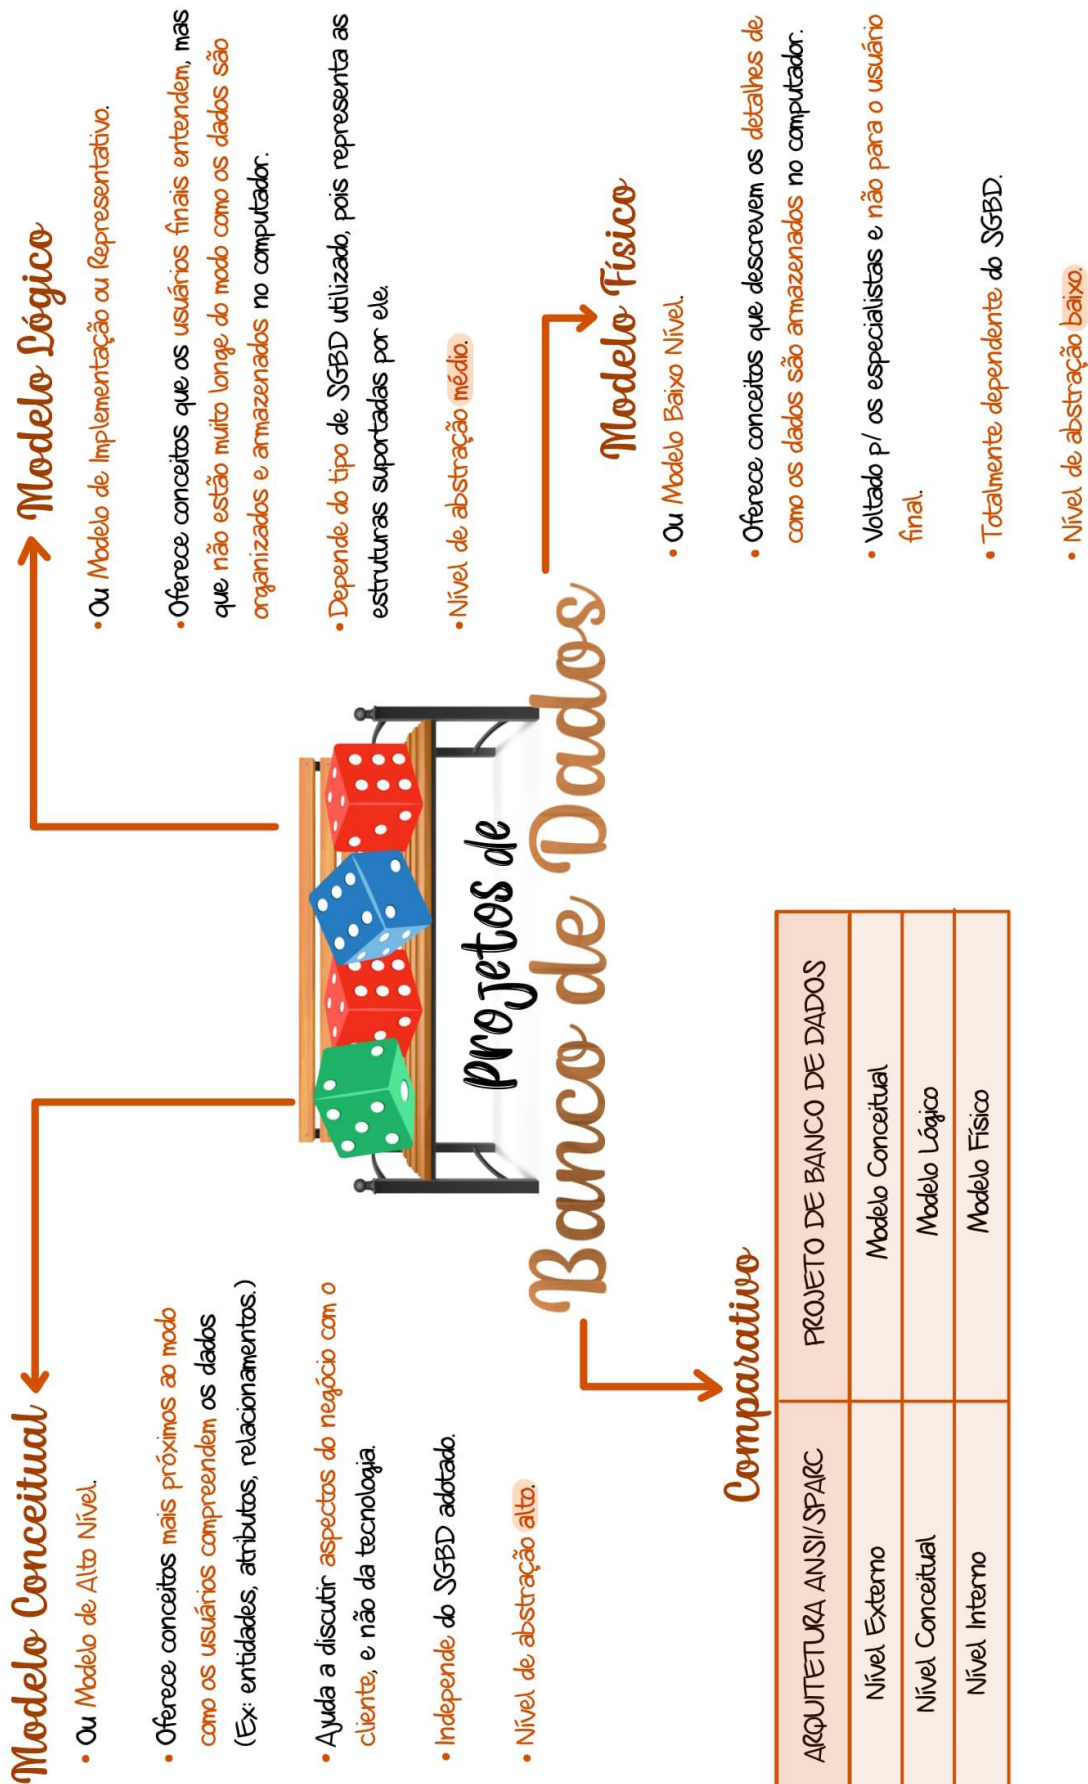 Modelo Conceitual
• Ou Modelo de Alto Nível.
• Oferece conceitos mais próximos ao modo
como os usuários compreendem os dados
(Ex: entidades, atributos, relacionamentos.)
• Ajuda a discutir aspectos do negócio com o
cliente, e não da tecnologia.
• Independe do SGBD adotado.
• Nível de abstração alto.
Modelo Lógico
• Ou Modelo de Implementação ou Representativo.
• Oferece conceitos que os usuários finais entendem, mas
que não estão muito longe do modo como os dados são
organizados e armazenados no computador.
• Depende do tipo de SGBD utilizado, pois representa as
estruturas suportadas por ele.
• Nível de abstração médio.
projetos de
Banco de Dados
Comparativo
ARQUITETURA ANSI/SPARC PROJETO DE BANCO DE DADOS
Nível Externo Modelo Conceitual
Nível Conceitual Modelo Lógico
Nível Interno Modelo Físico
Modelo Físico
• Ou Modelo Baixo Nível.
• Oferece conceitos que descrevem os detalhes de
como os dados são armazenados no computador.
• Voltado p/ os especialistas e não para o usuário
final.
• Totalmente dependente do SGBD.
• Nível de abstração baixo.